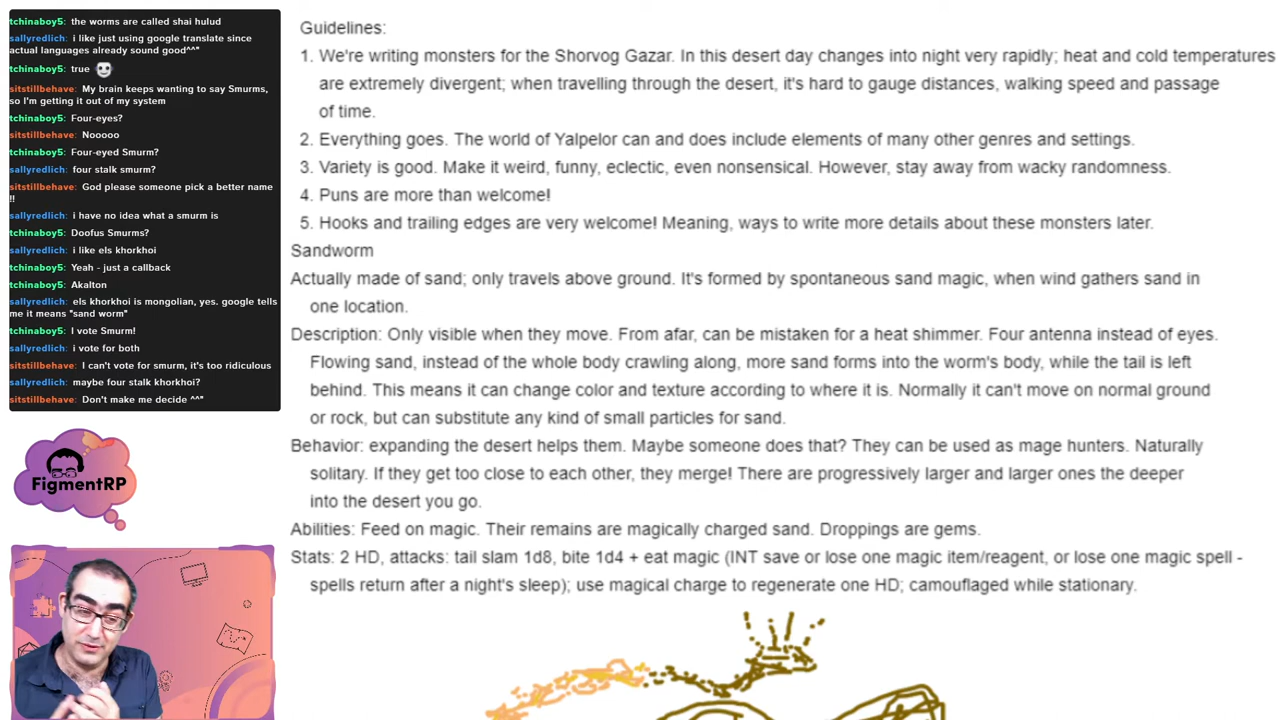 tchinaboy5: the worms are called shai hulud
sallyredlich: i like just using google translate since
actual languages already sound good^^"
tchinaboy5: true
sitstillbehave: My brain keeps wanting to say Smurms,
so I'm getting it out of my system
tchinaboy5: Four-eyes?
sitstillbehave: Nooooo
tchinaboy5: Four-eyed Smurm?
sallyredlich: four stalk smurm?
sitstillbehave: God please someone pick a better name
!!
sallyredlich: i have no idea what a smurm is
tchinaboy5: Doofus Smurms?
sallyredlich: i like els khorkhoi
tchinaboy5: Yeah - just a callback
tchinaboy5: Akalton
sallyredlich: els khorkhoi is mongolian, yes. google tells
me it means "sand worm"
tchinaboy5: I vote Smurm!
sallyredlich: i vote for both
sitstillbehave: I can't vote for smurm, it's too ridiculous
sallyredlich: maybe four stalk khorkhoi?
sitstillbehave: Don't make me decide ^^"
FigmentRP
Guidelines:
1. We're writing monsters for the Shorvog Gazar. In this desert day changes into night very rapidly; heat and cold temperatures
are extremely divergent; when travelling through the desert, it's hard to gauge distances, walking speed and passage
of time.
2. Everything goes. The world of Yalpelor can and does include elements of many other genres and settings.
3. Variety is good. Make it weird, funny, eclectic, even nonsensical. However, stay away from wacky randomness.
4. Puns are more than welcome!
5. Hooks and trailing edges are very welcome! Meaning, ways to write more details about these monsters later.
Sandworm
Actually made of sand; only travels above ground. It's formed by spontaneous sand magic, when wind gathers sand in
one location.
Description: Only visible when they move. From afar, can be mistaken for a heat shimmer. Four antenna instead of eyes.
Flowing sand, instead of the whole body crawling along, more sand forms into the worm's body, while the tail is left
behind. This means it can change color and texture according to where it is. Normally it can't move on normal ground
or rock, but can substitute any kind of small particles for sand.
Behavior: expanding the desert helps them. Maybe someone does that? They can be used as mage hunters. Naturally
solitary. If they get too close to each other, they merge! There are progressively larger and larger ones the deeper
into the desert you go.
Abilities: Feed on magic. Their remains are magically charged sand. Droppings are gems.
Stats: 2 HD, attacks: tail slam 1d8, bite 1d4 + eat magic (INT save or lose one magic item/reagent, or lose one magic spell -
spells return after a night's sleep); use magical charge to regenerate one HD; camouflaged while stationary.